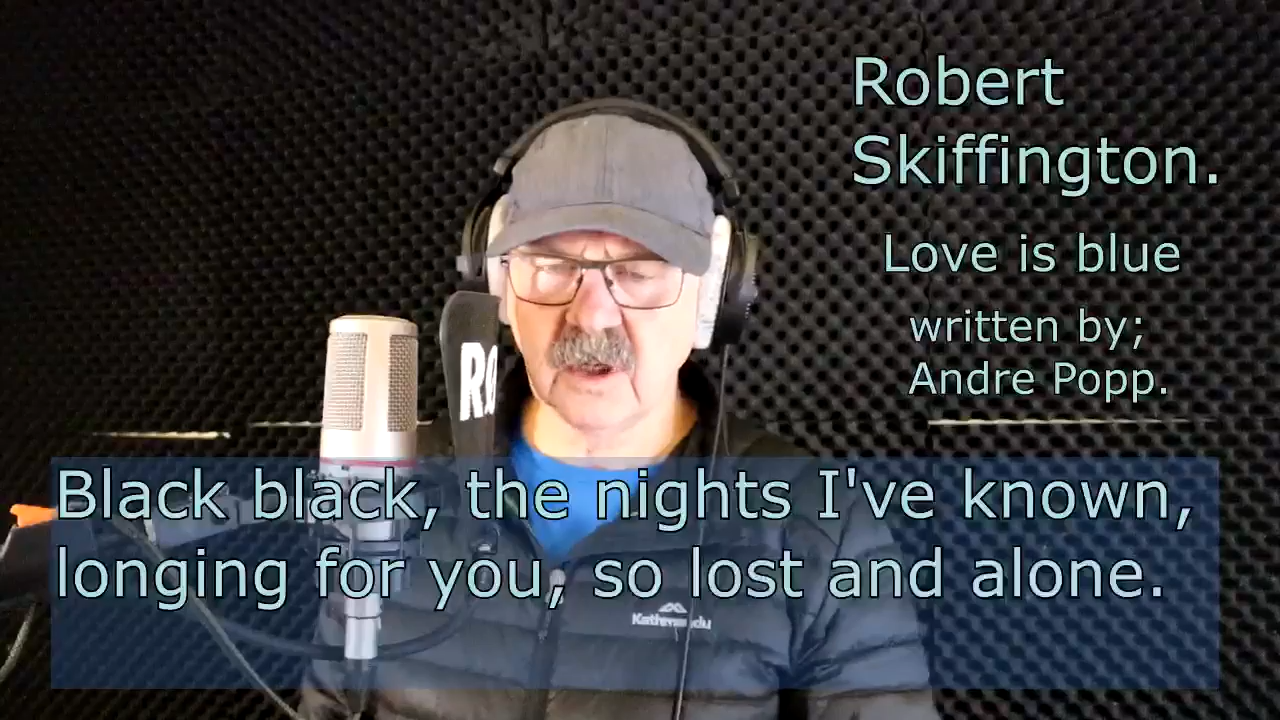 Robert
Skiffington.
Love is blue
written by;
Andre Popp.
Black black, the nights I've known,
longing for you, so lost and alone.
Kathmandu